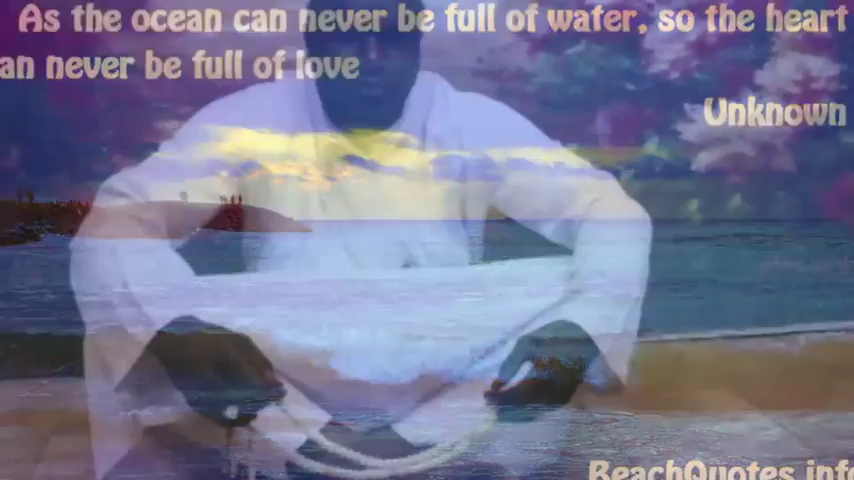 As the ocean can never be full of water, so the heart
an never be full of love
Unknown
BeachQuotes.info